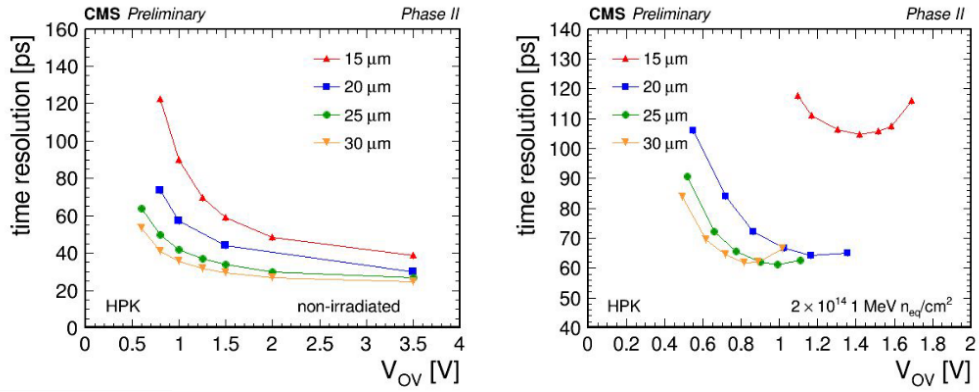 CMS Preliminary Phase II
time resolution [ps]
160
140
120
100
80
60
40
20
0
15 μm
20 μm
25 μm
30 μm
HPK non-irradiated
0 0.5 1 1.5 2 2.5 3 3.5 4
V_OV [V]
CMS Preliminary Phase II
time resolution [ps]
140
130
120
110
100
90
80
70
60
50
40
15 μm
20 μm
25 μm
30 μm
HPK 2 × 10^14 1 MeV n_eq/cm^2
0 0.2 0.4 0.6 0.8 1 1.2 1.4 1.6 1.8 2
V_OV [V]